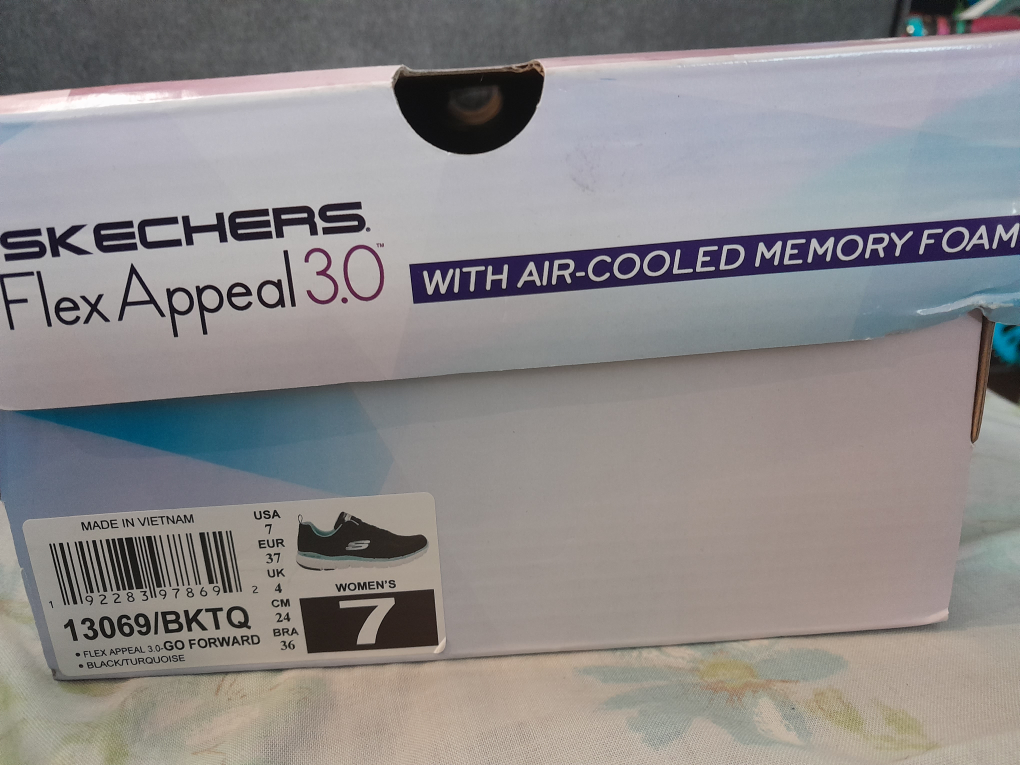 SKECHERS®
Flex Appeal 3.0™
WITH AIR-COOLED MEMORY FOAM
MADE IN VIETNAM
1 92283 97869 2
13069/BKTQ
• FLEX APPEAL 3.0-GO FORWARD
• BLACK/TURQUOISE
USA
7
EUR
37
UK
4
CM
24
BRA
36
S
WOMEN'S
7